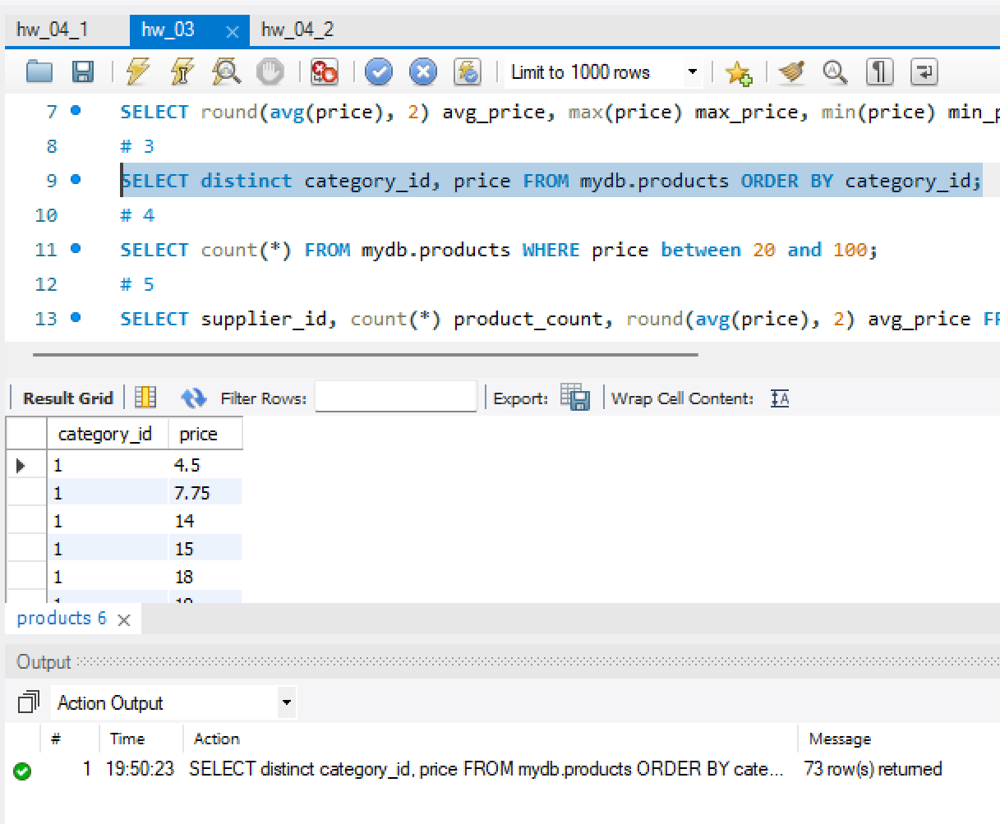 hw_04_1 hw_03 hw_04_2
Limit to 1000 rows
7 SELECT round(avg(price), 2) avg_price, max(price) max_price, min(price) min_p
8 # 3
9 SELECT distinct category_id, price FROM mydb.products ORDER BY category_id;
10 # 4
11 SELECT count(*) FROM mydb.products WHERE price between 20 and 100;
12 # 5
13 SELECT supplier_id, count(*) product_count, round(avg(price), 2) avg_price FR
Result Grid Filter Rows: Export: Wrap Cell Content:
category_id price
1 4.5
1 7.75
1 14
1 15
1 18
products 6
Output
Action Output
# Time Action Message
1 19:50:23 SELECT distinct category_id, price FROM mydb.products ORDER BY cate... 73 row(s) returned